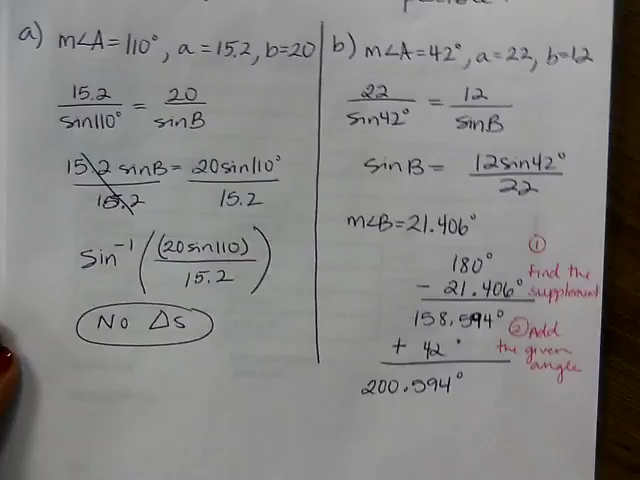 possible?
a) m∠A = 110°, a = 15.2, b = 20
15.2/sin110° = 20/sinB
15.2 sinB/15.2 = 20sin110°/15.2
sin⁻¹((20sin110)/15.2)
No Δs
b) m∠A = 42°, a = 22, b = 12
22/sin42° = 12/sinB
sinB = 12sin42°/22
m∠B = 21.406°
①
180°
Find the
- 21.406°
supplement
158.594°
② Add
+ 42°
the given
angle
200.594°